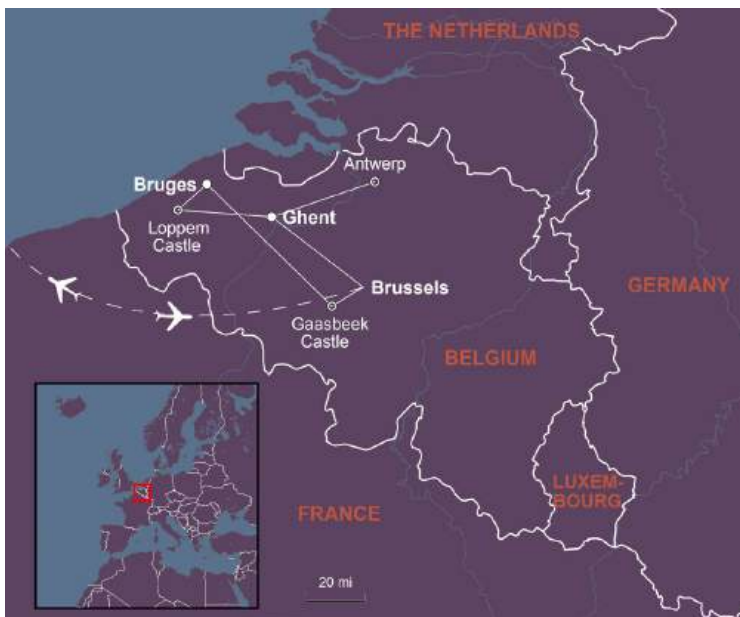 THE NETHERLANDS
Antwerp
Bruges
Ghent
Loppem
Castle
Brussels
GERMANY
Gaasbeek
Castle
BELGIUM
LUXEM-
BOURG
FRANCE
20 mi